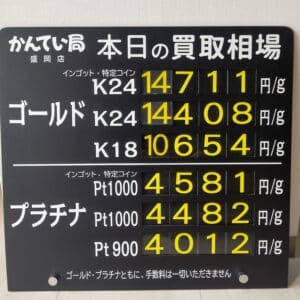 かんてい局 本日の買取相場
盛岡店
インゴット・特定コイン
K24 14711 円/g
ゴールド K24 14408 円/g
K18 10654 円/g
インゴット・特定コイン
Pt1000 4581 円/g
プラチナ Pt1000 4482 円/g
Pt900 4012 円/g
ゴールド・プラチナともに、手数料は一切いただきません